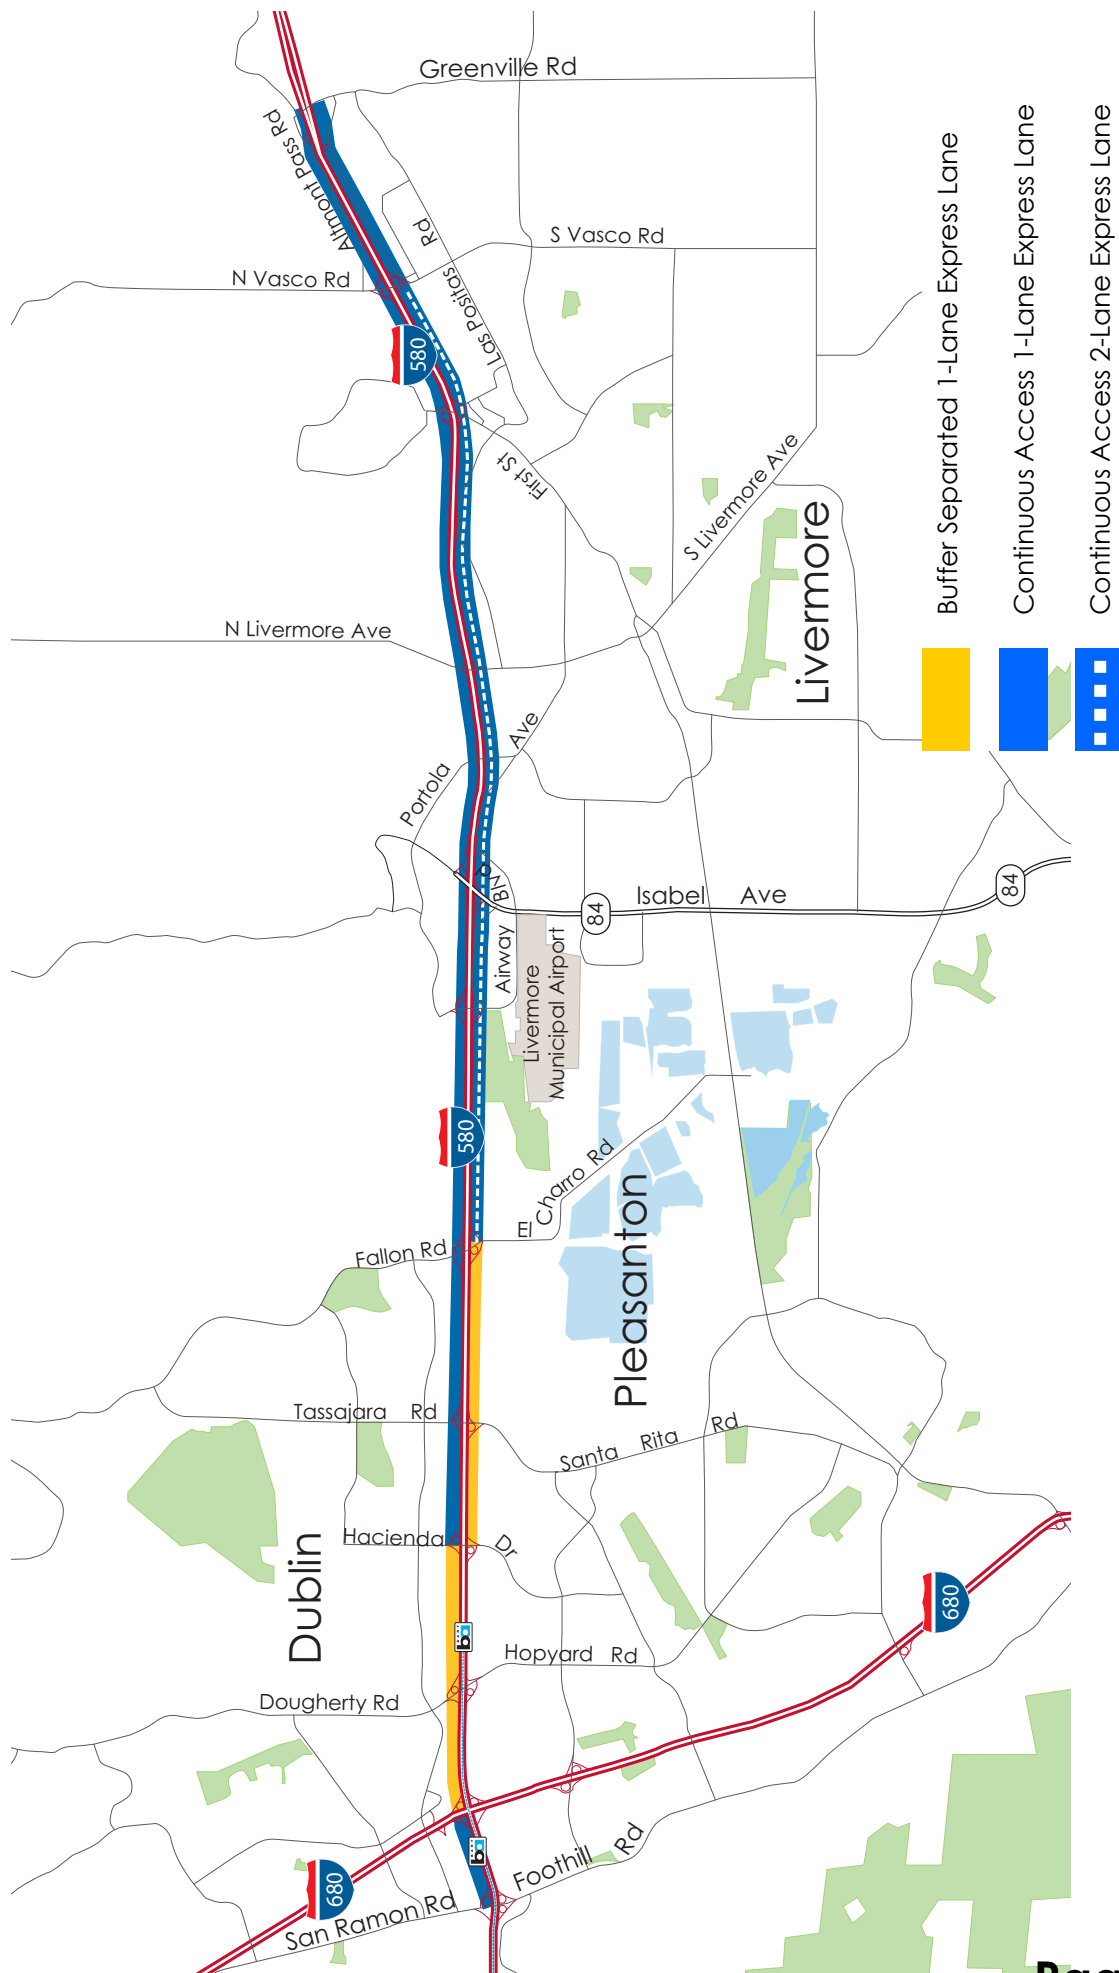 Greenville Rd
Altmont Pass Rd
Las Positas
Rd
N Vasco Rd
S Vasco Rd
580
First St
S Livermore Ave
Livermore
N Livermore Ave
Portola
Ave
Airway
BLVD
Isabel Ave
84
84
Livermore
Municipal Airport
580
El
Charro Rd
Fallon Rd
Pleasanton
Tassajara Rd
Santa Rita Rd
Hacienda
Dr
Dublin
Hopyard Rd
Dougherty Rd
680
680
Foothill
Rd
San Ramon Rd
Buffer Separated 1-Lane Express Lane
Continuous Access 1-Lane Express Lane
Continuous Access 2-Lane Express Lane